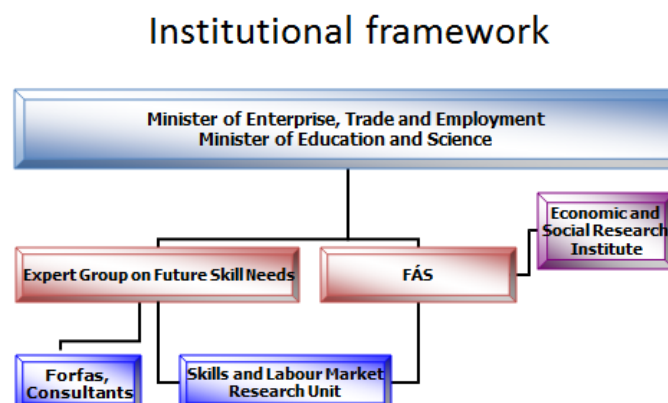 Institutional framework
Minister of Enterprise, Trade and Employment
Minister of Education and Science
Economic and
Social Research
Institute
Expert Group on Future Skill Needs
FÁS
Forfas,
Consultants
Skills and Labour Market
Research Unit